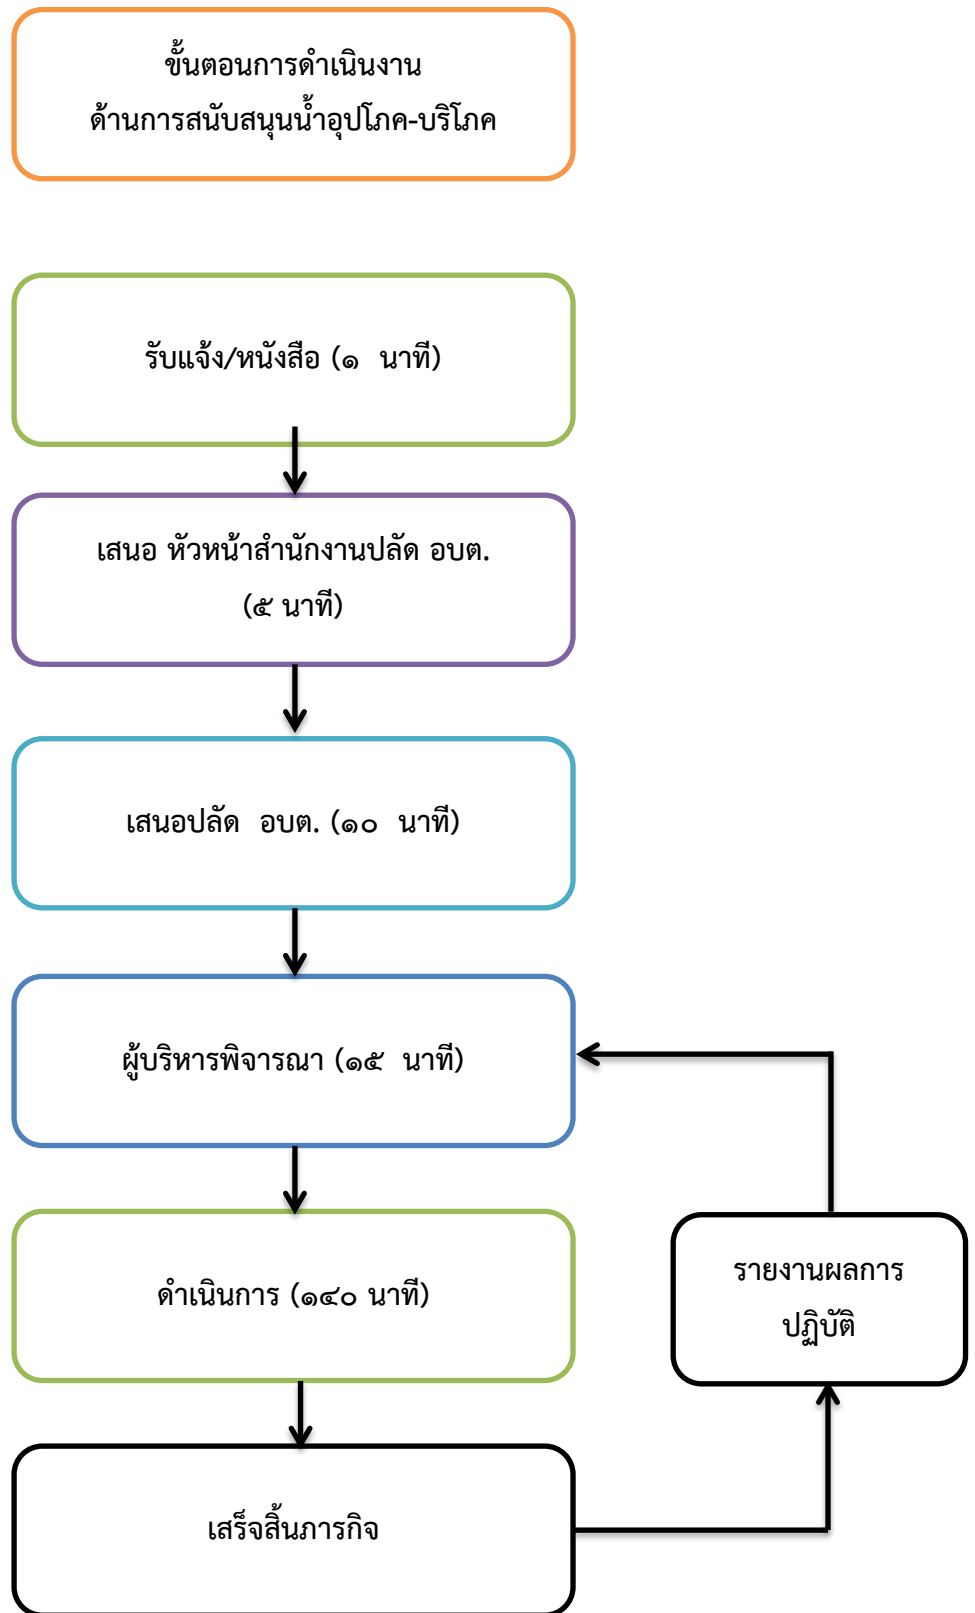 ขั้นตอนการดำเนินงาน
ด้านการสนับสนุนน้ำอุปโภค-บริโภค
รับแจ้ง/หนังสือ (๑ นาที)
เสนอ หัวหน้าสำนักงานปลัด อบต.
(๕ นาที)
เสนอปลัด อบต. (๑๐ นาที)
ผู้บริหารพิจารณา (๑๕ นาที)
ดำเนินการ (๑๔๐ นาที)
รายงานผลการ
ปฏิบัติ
เสร็จสิ้นภารกิจ